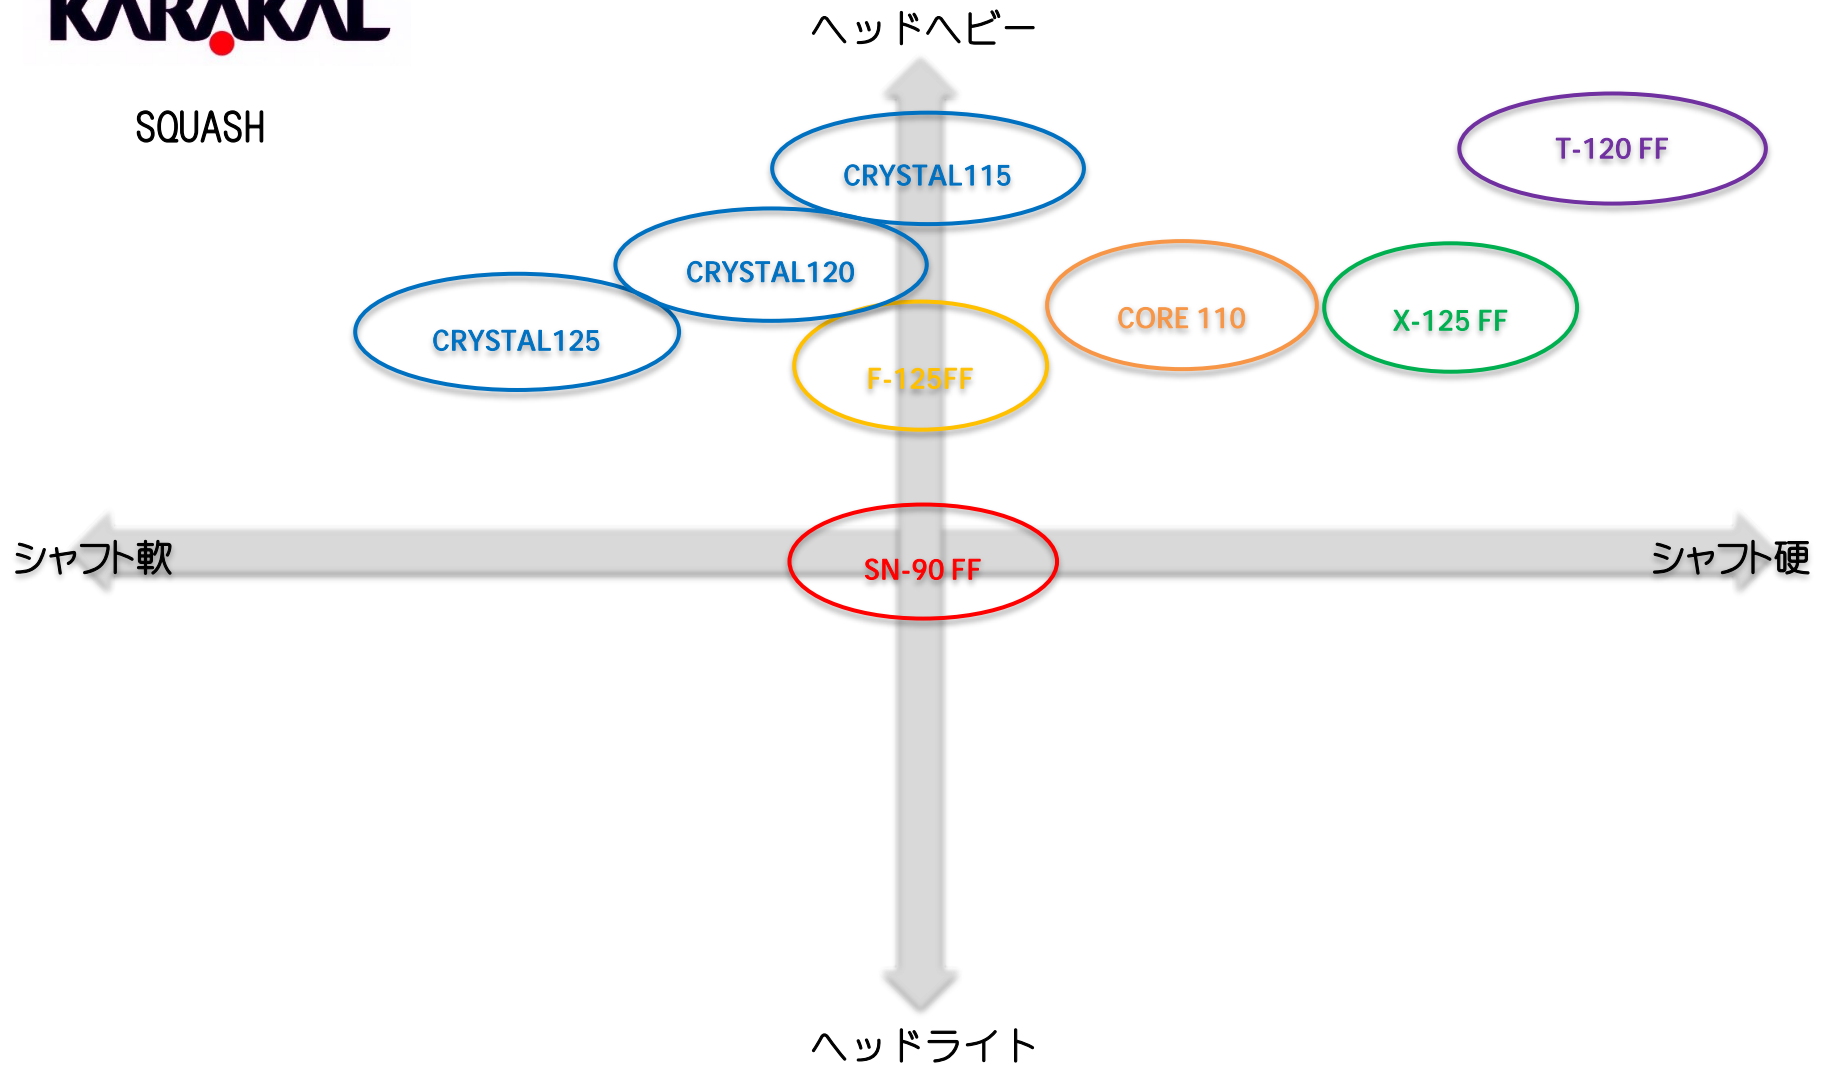 KARAKAL
ヘッドヘビー
SQUASH
T-120 FF
CRYSTAL115
CRYSTAL120
CORE 110
X-125 FF
CRYSTAL125
F-125FF
シャフト軟
SN-90 FF
シャフト硬
ヘッドライト